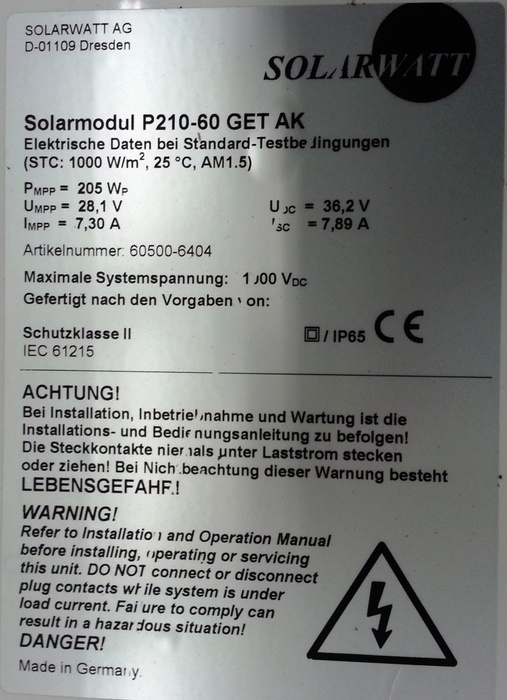 SOLARWATT AG
D-01109 Dresden
SOLARWATT
Solarmodul P210-60 GET AK
Elektrische Daten bei Standard-Testbedingungen
(STC: 1000 W/m², 25 °C, AM1.5)
PMPP = 205 WP
UMPP = 28,1 V UOC = 36,2 V
IMPP = 7,30 A ISC = 7,89 A
Artikelnummer: 60500-6404
Maximale Systemspannung: 1000 VDC
Gefertigt nach den Vorgaben von:
Schutzklasse II / IP65 CE
IEC 61215
ACHTUNG!
Bei Installation, Inbetriebnahme und Wartung ist die
Installations- und Bedienungsanleitung zu befolgen!
Die Steckkontakte niemals unter Laststrom stecken
oder ziehen! Bei Nichtbeachtung dieser Warnung besteht
LEBENSGEFAHR!
WARNING!
Refer to Installation and Operation Manual
before installing, operating or servicing
this unit. DO NOT connect or disconnect
plug contacts while system is under
load current. Failure to comply can
result in a hazardous situation!
DANGER!
Made in Germany.